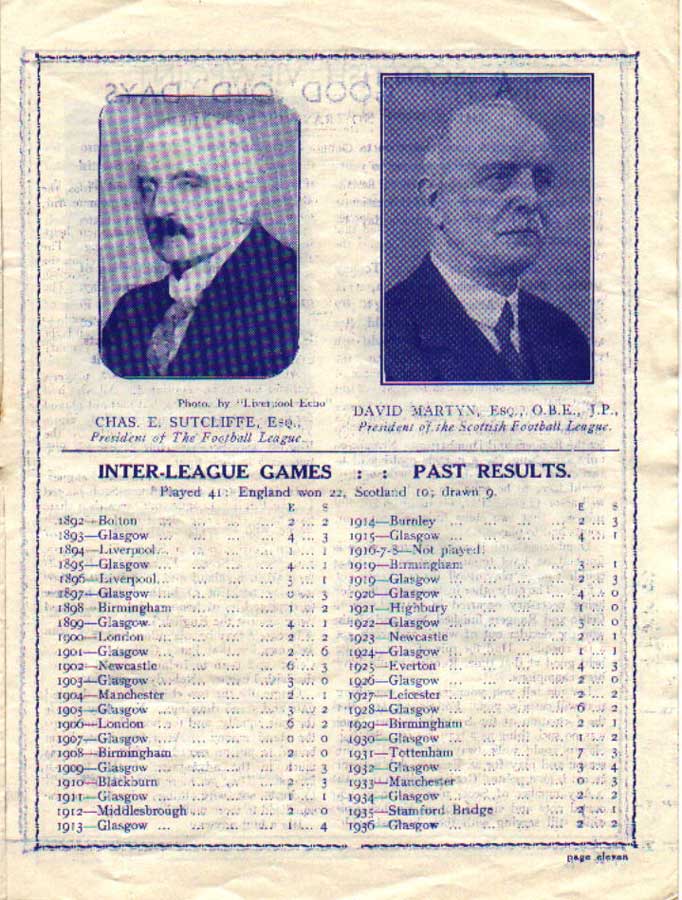 Photo. by "Liverpool Echo"
CHAS. E. SUTCLIFFE, ESQ.,
President of The Football League
DAVID MARTYN, ESQ., O.B.E., J.P.,
President of the Scottish Football League.
INTER-LEAGUE GAMES : : PAST RESULTS.
Played 41: England won 22, Scotland 10; drawn 9.
E S
1892—Bolton ... ... ... 2 ... 2
1893—Glasgow ... ... ... 4 ... 3
1894—Liverpool... ... ... 1 ... 1
1895—Glasgow ... ... ... 4 ... 1
1896—Liverpool ... ... ... ... 1
1897—Glasgow ... ... ... 0 ... 3
1898—Birmingham ... ... 1 ... 2
1899—Glasgow ... ... ... 4 ... 1
1900—London ... ... ... 2 ... 2
1901—Glasgow ... ... ... 2 ... 6
1902—Newcastle ... ... ... 6 ... 3
1903—Glasgow ... ... ... 3 ... 0
1904—Manchester ... ... 2 ... 1
1905—Glasgow ... ... ... 3 ... 2
1906—London ... ... ... 6 ... 2
1907—Glasgow ... ... ... 0 ... 0
1908—Birmingham ... ... 2 ... 0
1909—Glasgow ... ... ... 1 ... 3
1910—Blackburn ... ... ... 2 ... 3
1911—Glasgow ... ... ... 1 ... 1
1912—Middlesbrough ... ... 2 ... 0
1913—Glasgow ... ... ... 1 ... 4
E S
1914—Burnley ... ... ... 2 ... 3
1915—Glasgow ... ... ... 4 ... 1
1916-7-8—Not played.
1919—Birmingham ... ... 3 ... 1
1919—Glasgow ... ... ... 2 ... 3
1920—Glasgow ... ... ... 4 ... 0
1921—Highbury ... ... ... 1 ... 0
1922—Glasgow ... ... ... 3 ... 0
1923—Newcastle ... ... ... 2 ... 1
1924—Glasgow ... ... ... 1 ... 1
1925—Everton ... ... ... 4 ... 3
1926—Glasgow ... ... ... 2 ... 0
1927—Leicester ... ... ... 2 ... 2
1928—Glasgow ... ... ... 6 ... 2
1929—Birmingham ... ... 2 ... 1
1930—Glasgow ... ... ... 1 ... 2
1931—Tottenham ... ... ... 7 ... 3
1932—Glasgow ... ... ... 3 ... 4
1933—Manchester ... ... 0 ... 3
1934—Glasgow ... ... ... 2 ... 2
1935—Stamford Bridge ... ... 2 ... 1
1936—Glasgow ... ... ... 2 ... 2
page eleven